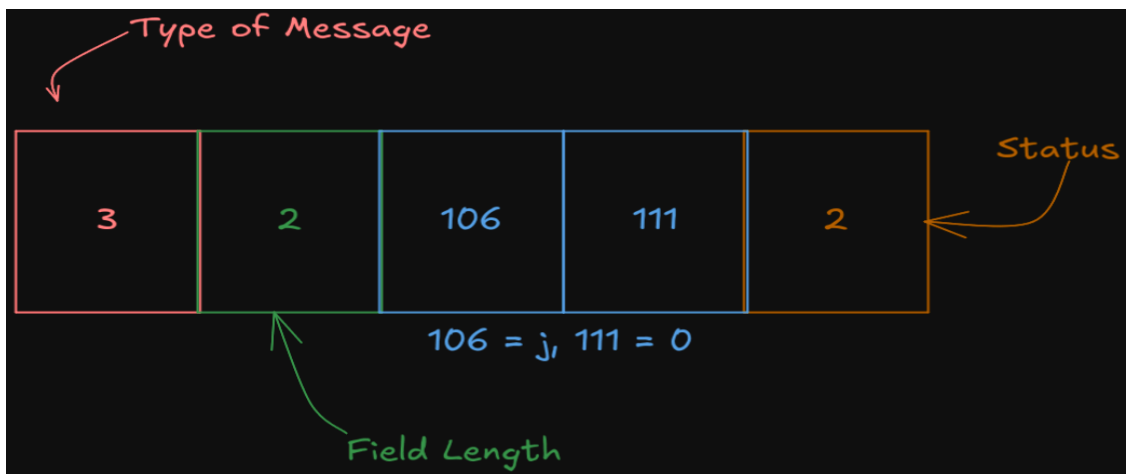 Type of Message
Status
3 2 106 111 2
106 = j, 111 = 0
Field Length